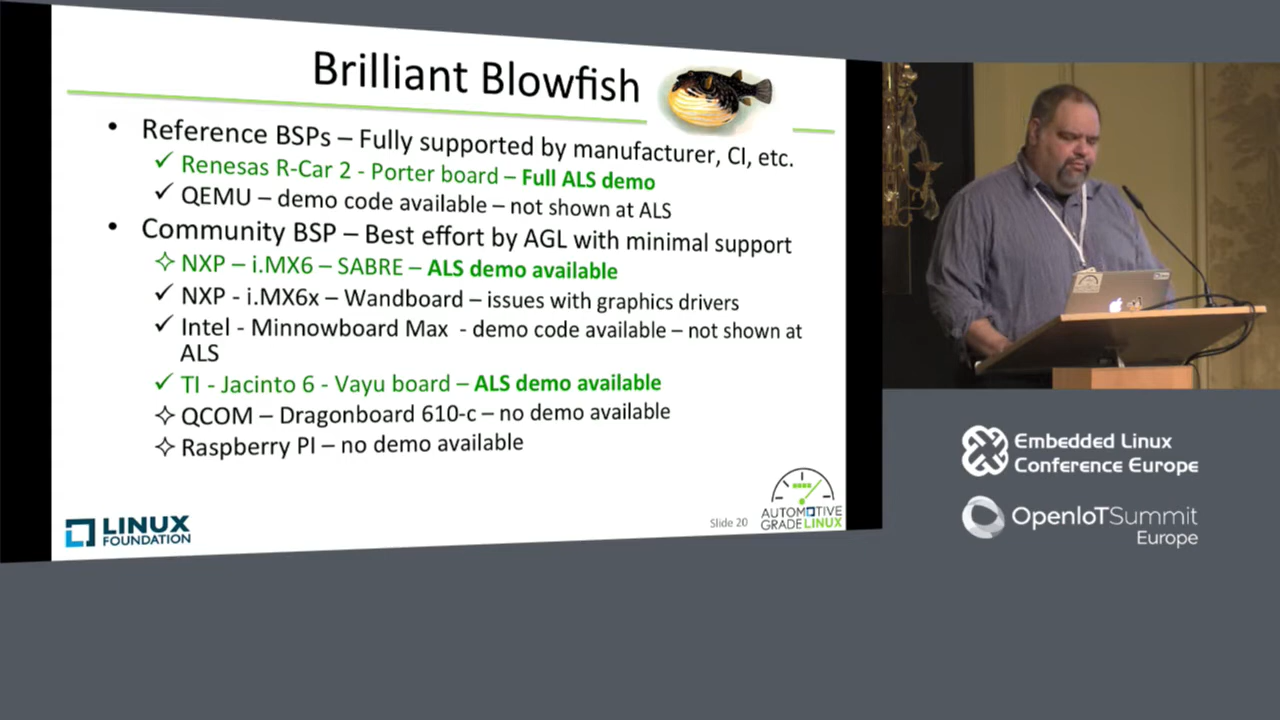 Brilliant Blowfish
• Reference BSPs – Fully supported by manufacturer, CI, etc.
✓ Renesas R-Car 2 - Porter board – Full ALS demo
✓ QEMU – demo code available – not shown at ALS
• Community BSP – Best effort by AGL with minimal support
✧ NXP – i.MX6 – SABRE – ALS demo available
✓ NXP - i.MX6x – Wandboard – issues with graphics drivers
✓ Intel - Minnowboard Max - demo code available – not shown at
ALS
✓ TI - Jacinto 6 - Vayu board – ALS demo available
✧ QCOM – Dragonboard 610-c – no demo available
✧ Raspberry PI – no demo available
LINUX
FOUNDATION
Slide 20
AUTOMOTIVE
GRADE LINUX
Embedded Linux
Conference Europe
OpenIoTSummit
Europe